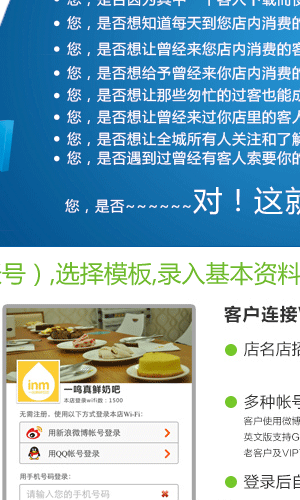 您，是否因为其中一个客人下载而
您，是否想知道每天到您店内消费的
您，是否想让曾经来您店内消费的客
您，是否想给予曾经来你店内消费的
您，是否想让那些匆忙的过客也能成
您，是否想让曾经来过你店里的客人
您，是否想让全城所有人关注和了解
是否遇到过曾经有客人索要你的
您，是否~~~~~~对！这就
号）,选择模板,录入基本资料
客户连接
店名店招
inm
一鸣真鲜奶吧
本店登录wifi数：1500
无需注册，使用以下方式登录本店Wi-Fi:
用新浪微博帐号登录
用QQ帐号登录
用手机号码登录：
请输入您的手机号码
多种帐号
客户使用微博
英文版支持G
老客户及VIP
登录后自